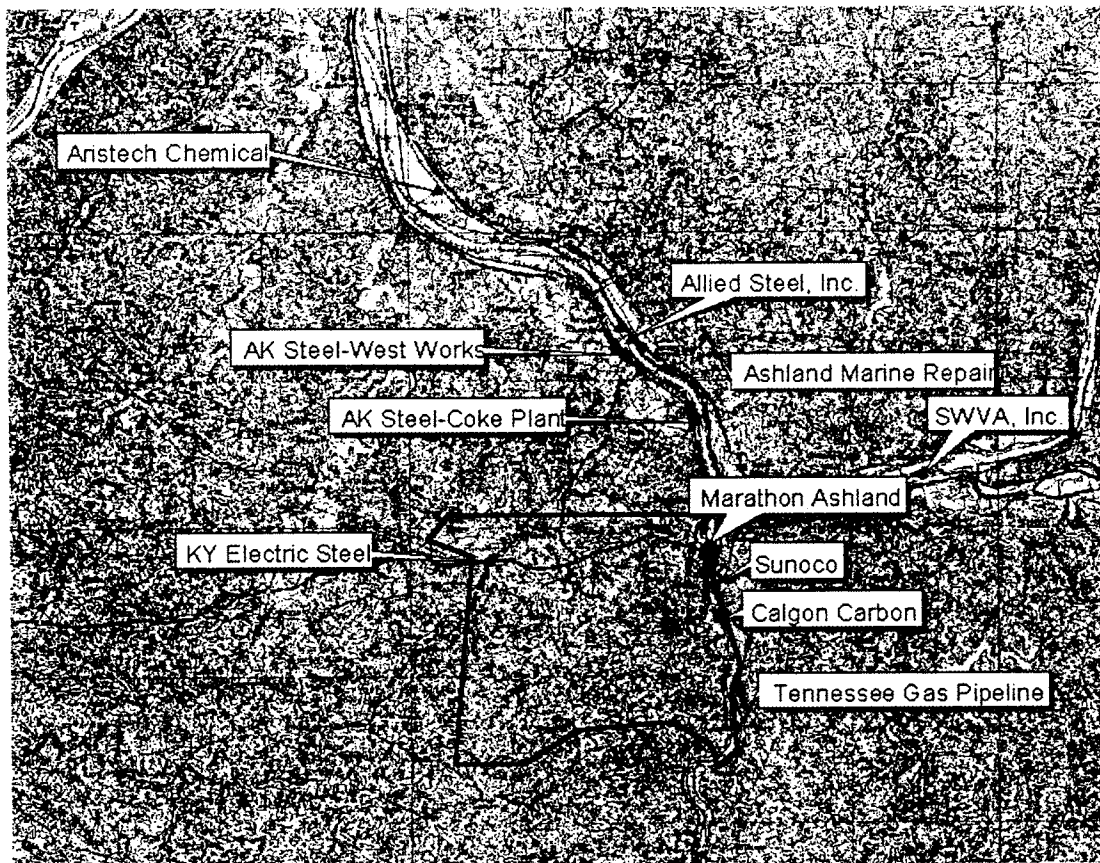 Aristech Chemical
Allied Steel, Inc.
AK Steel-West Works
Ashland Marine Repair
AK Steel-Coke Plant
SWVA, Inc.
Marathon Ashland
KY Electric Steel
Sunoco
Calgon Carbon
Tennessee Gas Pipeline